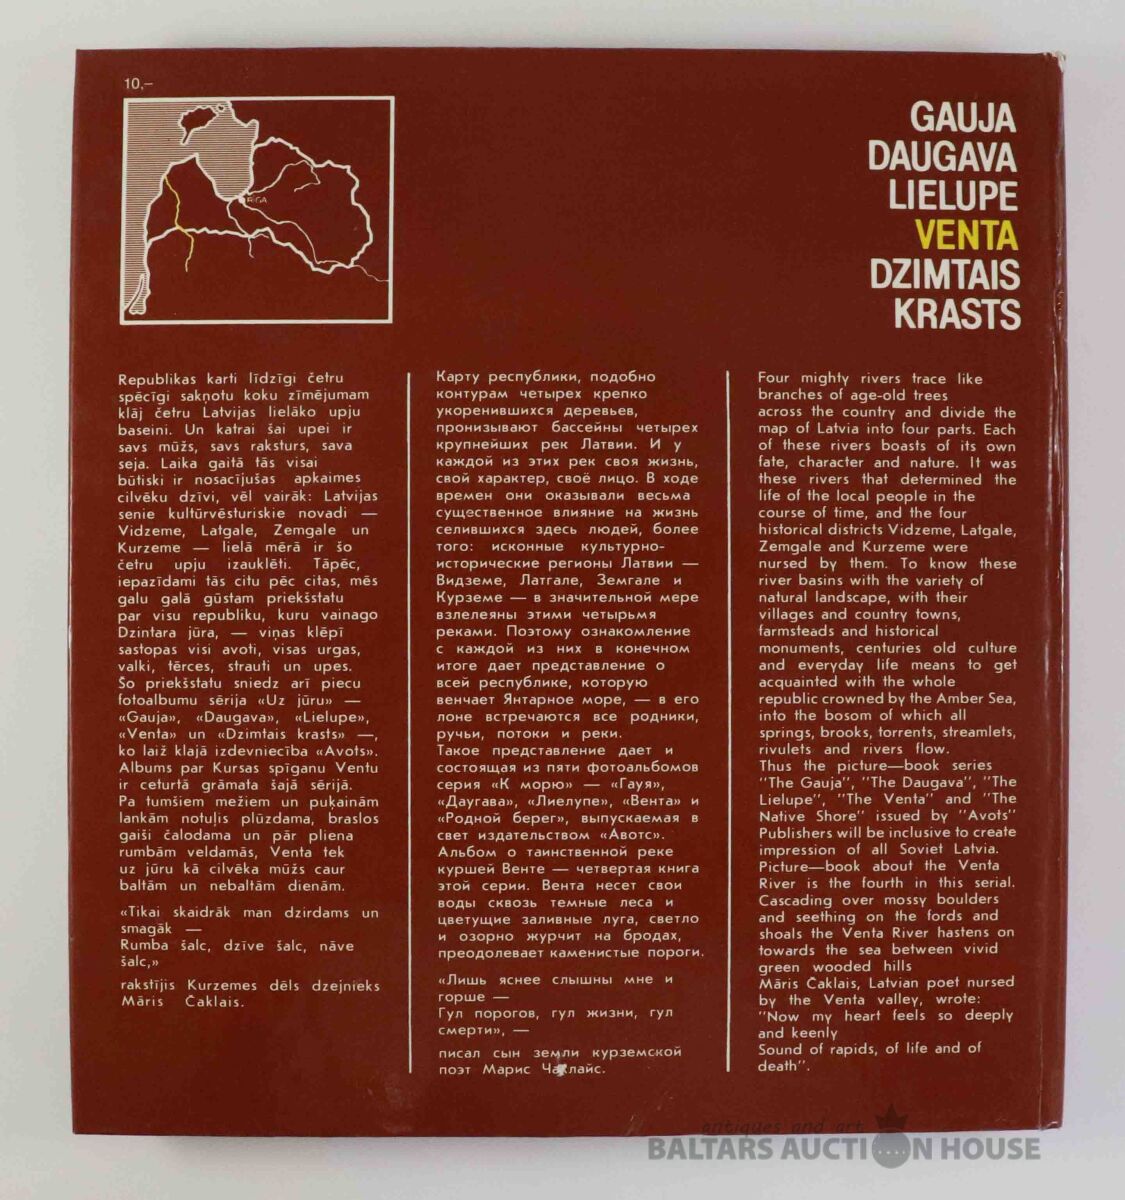 10,–
RĪGA
GAUJA
DAUGAVA
LIELUPE
VENTA
DZIMTAIS
KRASTS
Republikas karti līdzīgi četru
spēcīgi sakņotu koku zīmējumam
klāj četru Latvijas lielāko upju
baseini. Un katrai šai upei ir
savs mūžs, savs raksturs, sava
seja. Laika gaitā tās visai
būtiski ir nosacījušas apkaimes
cilvēku dzīvi, vēl vairāk: Latvijas
senie kultūrvēsturiskie novadi —
Vidzeme, Latgale, Zemgale un
Kurzeme — lielā mērā ir šo
četru upju izauklēti. Tāpēc,
iepazīdami tās citu pēc citas, mēs
galu galā gūstam priekšstatu
par visu republiku, kuru vainago
Dzintara jūra, — viņas klēpī
sastopas visi avoti, visas urgas,
valki, tērces, strauti un upes.
Šo priekšstatu sniedz arī piecu
fotoalbumu sērija «Uz jūru» —
«Gauja», «Daugava», «Lielupe»,
«Venta» un «Dzimtais krasts» —,
ko laiž klajā izdevniecība «Avots».
Albums par Kursas spīganu Ventu
ir ceturtā grāmata šajā sērijā.
Pa tumšiem mežiem un puķainām
lankām notuļis plūzdama, braslos
gaiši čalodama un pār pliena
rumbām veldamās, Venta tek
uz jūru kā cilvēka mūžs caur
baltām un nebaltām dienām.
«Tikai skaidrāk man dzirdams un
smagāk —
Rumba šalc, dzīve šalc, nāve
šalc,»
rakstījis Kurzemes dēls dzejnieks
Māris Čaklais.
Карту республики, подобно
контурам четырех крепко
укоренившихся деревьев,
пронизывают бассейны четырех
крупнейших рек Латвии. И у
каждой из этих рек своя жизнь,
свой характер, своё лицо. В ходе
времен они оказывали весьма
существенное влияние на жизнь
селившихся здесь людей, более
того: исконные культурно-
исторические регионы Латвии —
Видземе, Латгале, Земгале и
Курземе — в значительной мере
взлелеяны этими четырьмя
реками. Поэтому ознакомление
с каждой из них в конечном
итоге дает представление о
всей республике, которую
венчает Янтарное море, — в его
лоне встречаются все родники,
ручьи, потоки и реки.
Такое представление дает и
состоящая из пяти фотоальбомов
серия «К морю» — «Гауя»,
«Даугава», «Лиелупе», «Вента» и
«Родной берег», выпускаемая в
свет издательством «Авотс».
Альбом о таинственной реке
куршей Венте — четвертая книга
этой серии. Вента несет свои
воды сквозь темные леса и
цветущие заливные луга, светло
и озорно журчит на бродах,
преодолевает каменистые пороги.
«Лишь яснее слышны мне и
горше —
Гул порогов, гул жизни, гул
смерти», —
писал сын земли курземской
поэт Марис Чаклайс.
Four mighty rivers trace like
branches of age-old trees
across the country and divide the
map of Latvia into four parts. Each
of these rivers boasts of its own
fate, character and nature. It was
these rivers that determined the
life of the local people in the
course of time, and the four
historical districts Vidzeme, Latgale,
Zemgale and Kurzeme were
nursed by them. To know these
river basins with the variety of
natural landscape, with their
villages and country towns,
farmsteads and historical
monuments, centuries old culture
and everyday life means to get
acquainted with the whole
republic crowned by the Amber Sea,
into the bosom of which all
springs, brooks, torrents, streamlets,
rivulets and rivers flow.
Thus the picture—book series
"The Gauja", "The Daugava", "The
Lielupe", "The Venta" and "The
Native Shore" issued by "Avots"
Publishers will be inclusive to create
impression of all Soviet Latvia.
Picture—book about the Venta
River is the fourth in this serial.
Cascading over mossy boulders
and seething on the fords and
shoals the Venta River hastens on
towards the sea between vivid
green wooded hills
Māris Čaklais, Latvian poet nursed
by the Venta valley, wrote:
"Now my heart feels so deeply
and keenly
Sound of rapids, of life and of
death".
antiques and art
BALTARS AUCTION HOUSE